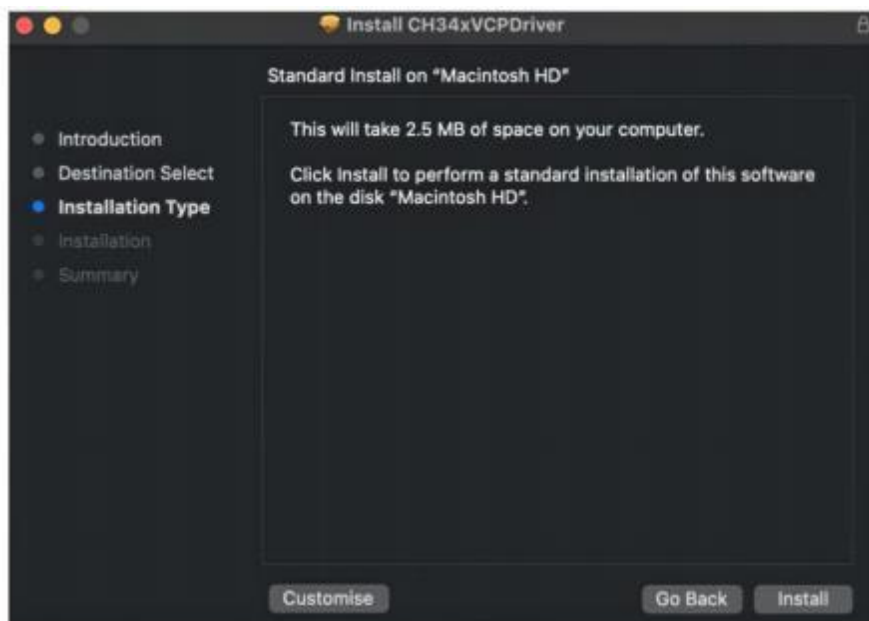 Install CH34xVCPDriver
Standard Install on "Macintosh HD"
Introduction
Destination Select
Installation Type
Installation
Summary
This will take 2.5 MB of space on your computer.
Click Install to perform a standard installation of this software
on the disk "Macintosh HD".
Customise
Go Back
Install